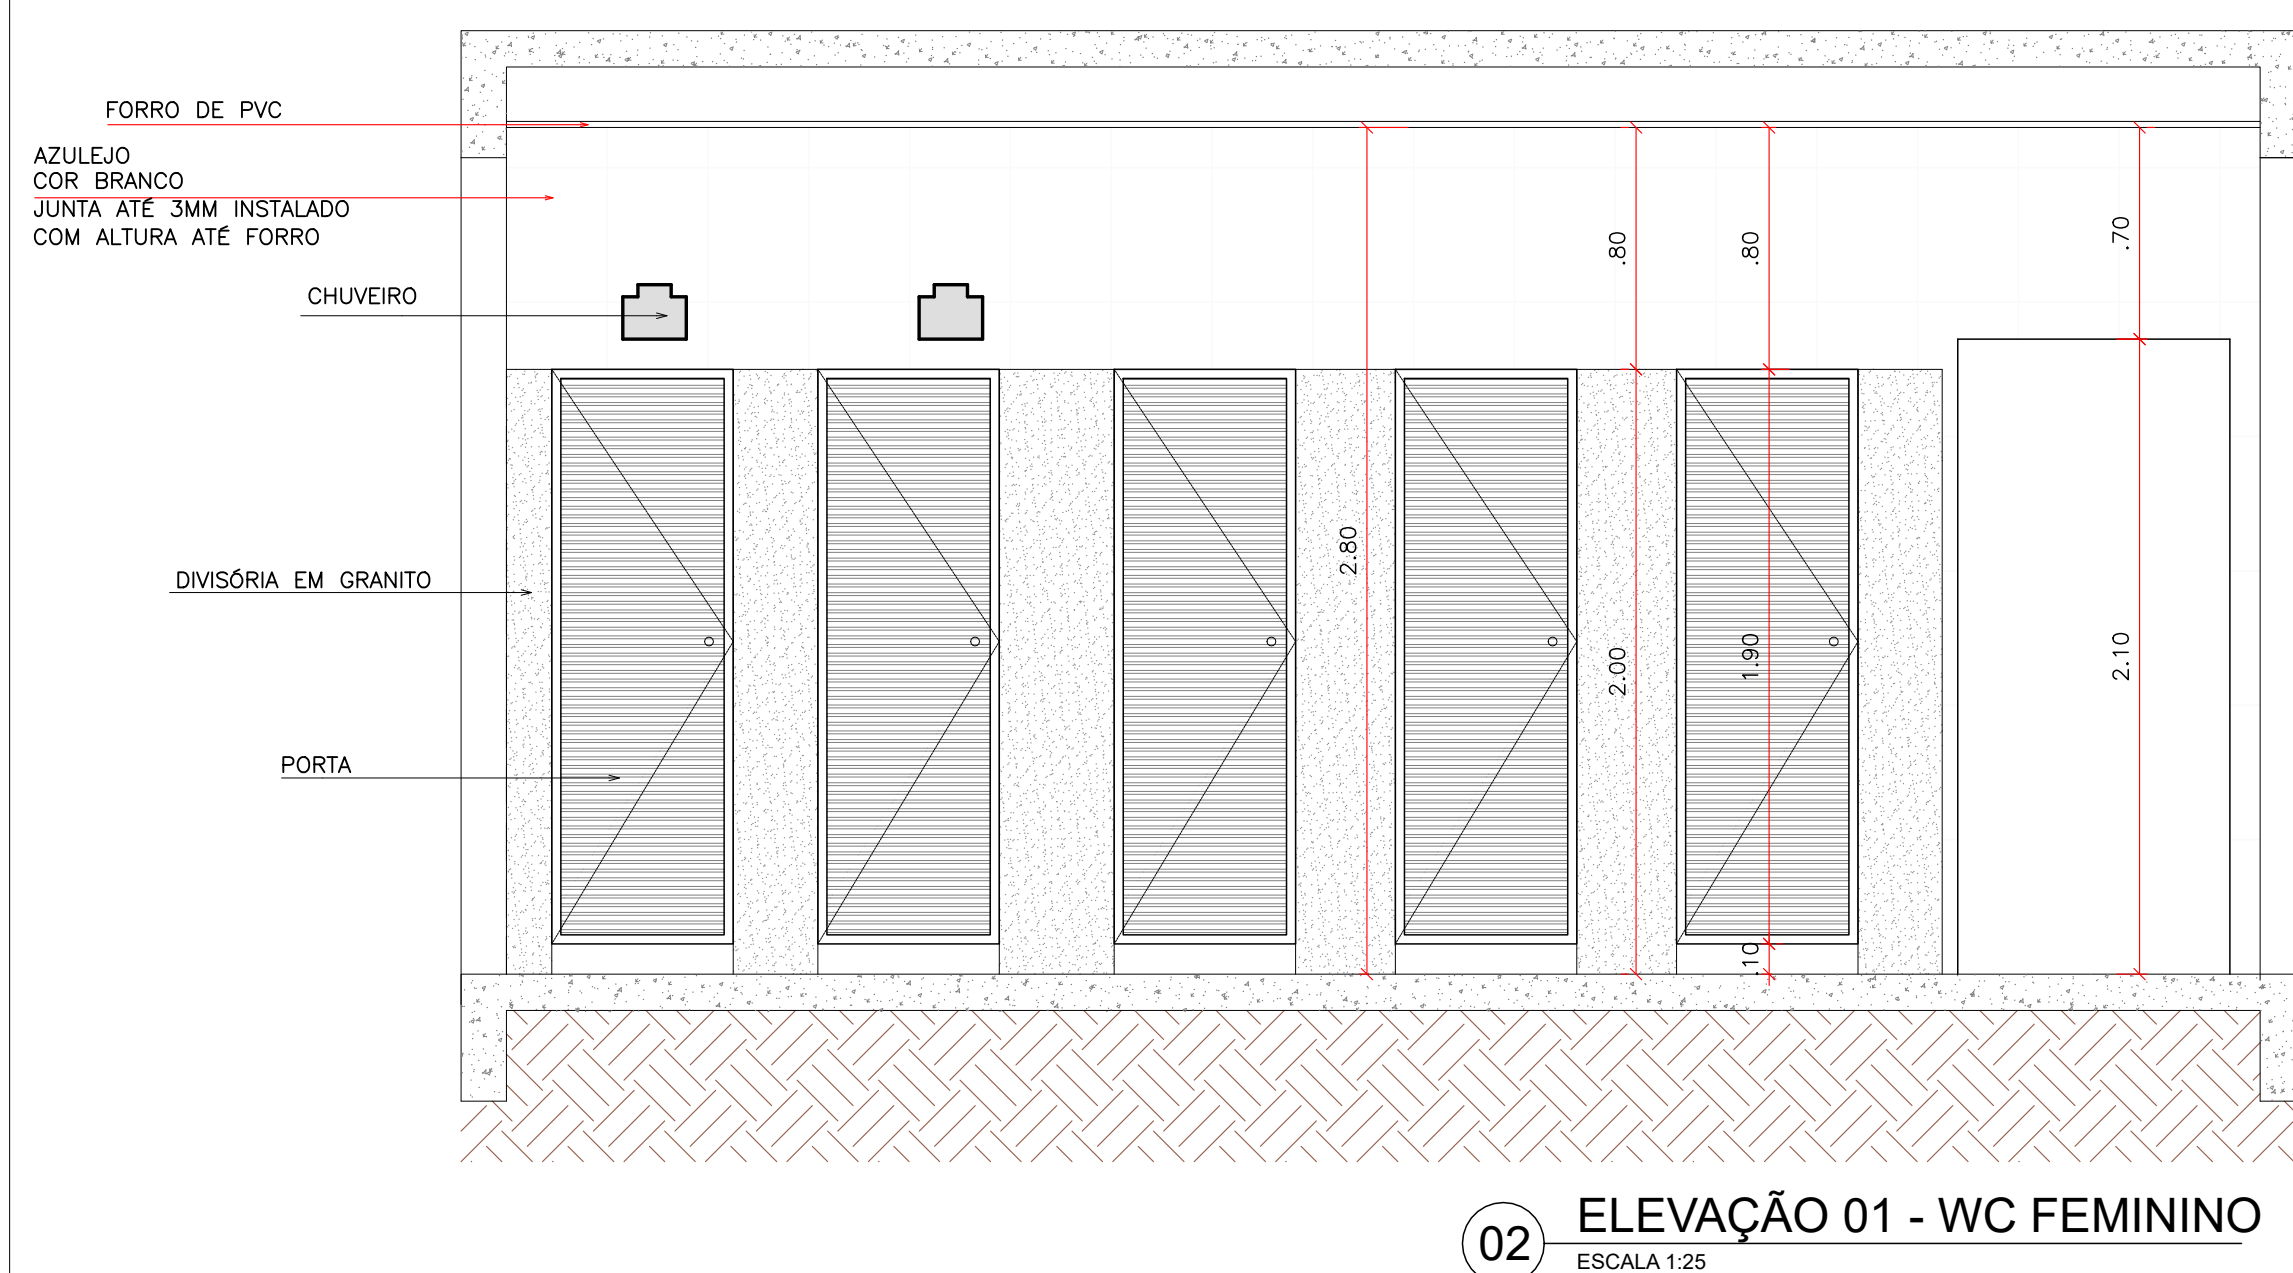 FORRO DE PVC
AZULEJO
COR BRANCO
JUNTA ATÉ 3MM INSTALADO
COM ALTURA ATÉ FORRO
CHUVEIRO
DIVISÓRIA EM GRANITO
PORTA
2.80
.80
2.00
.80
1.90
.10
.70
2.10
02
ELEVAÇÃO 01 - WC FEMININO
ESCALA 1:25